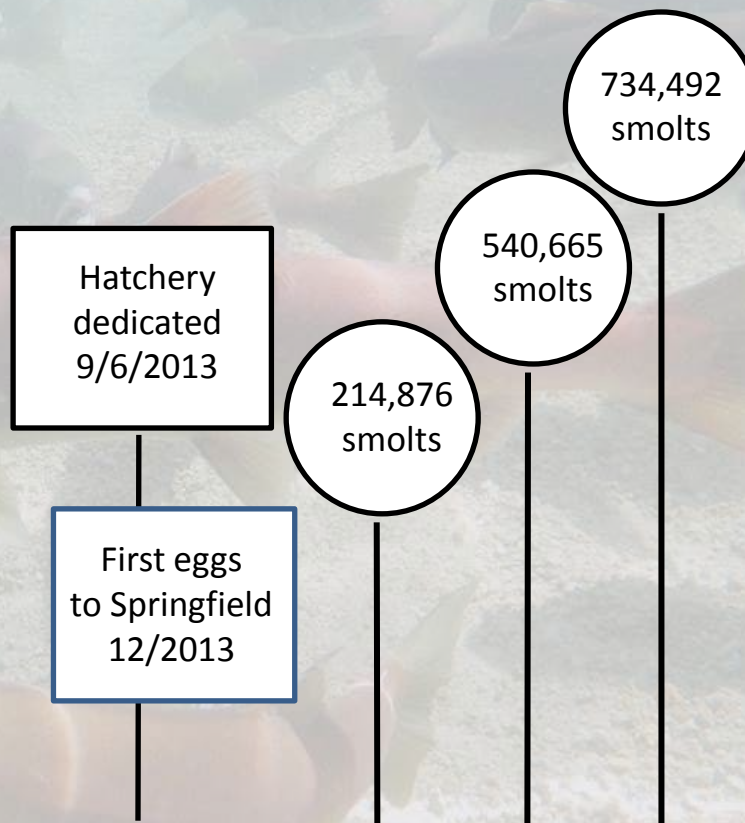 Hatchery
dedicated
9/6/2013
First eggs
to Springfield
12/2013
214,876
smolts
540,665
smolts
734,492
smolts